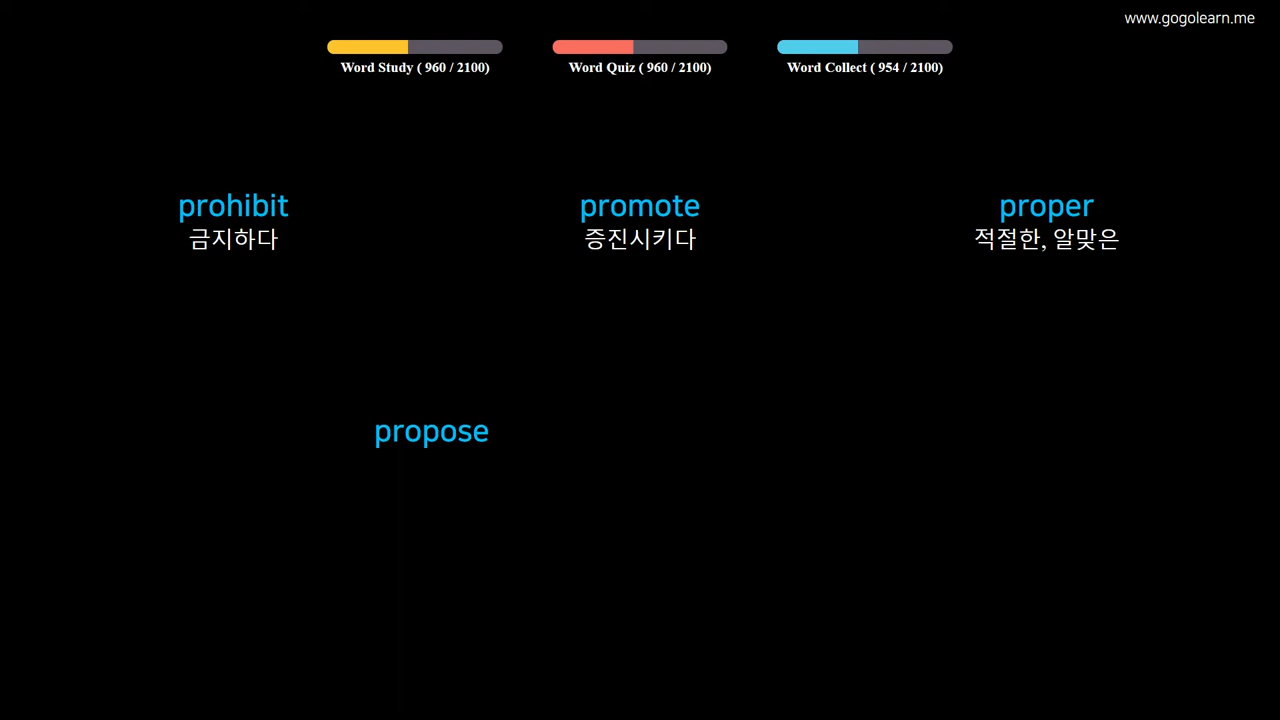 www.gogolearn.me
Word Study ( 960 / 2100)
Word Quiz ( 960 / 2100)
Word Collect ( 954 / 2100)
prohibit
금지하다
promote
증진시키다
proper
적절한, 알맞은
propose